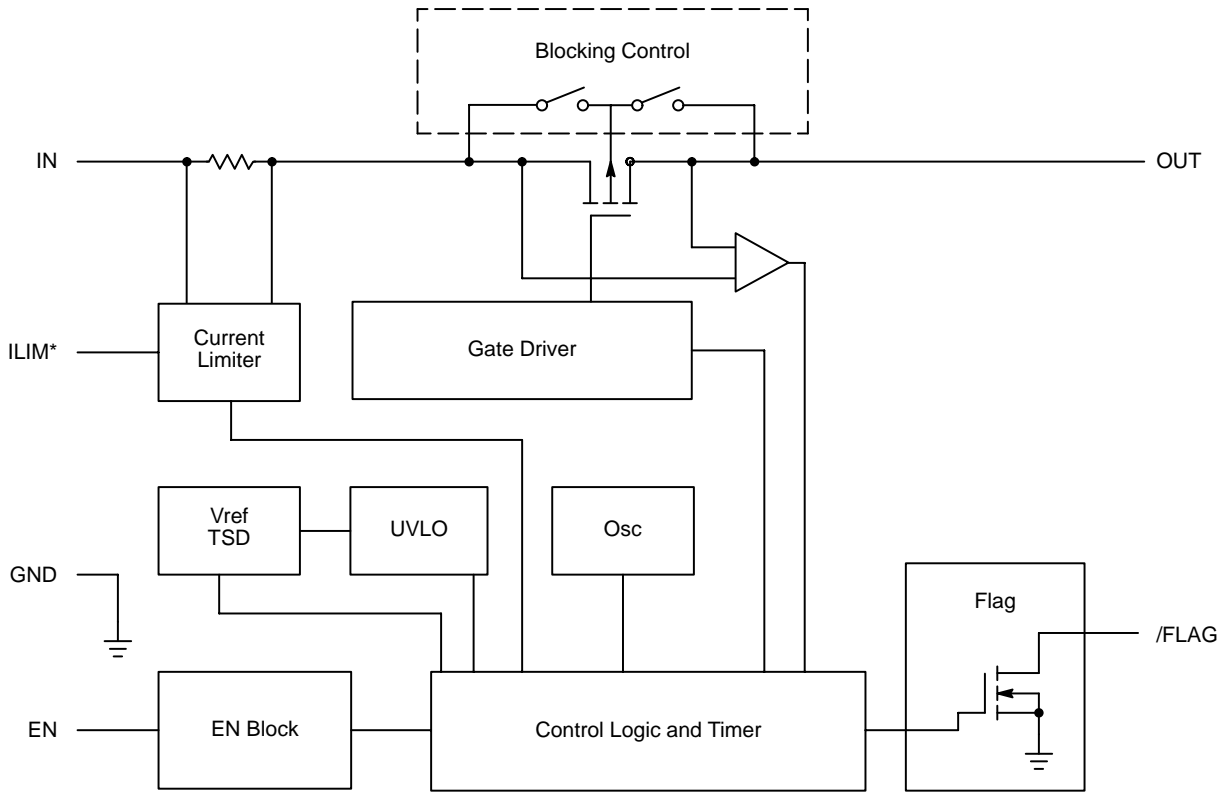 Blocking Control
IN
OUT
Current
Limiter
ILIM*
Gate Driver
Vref
TSD
UVLO
Osc
GND
Flag
/FLAG
EN
EN Block
Control Logic and Timer